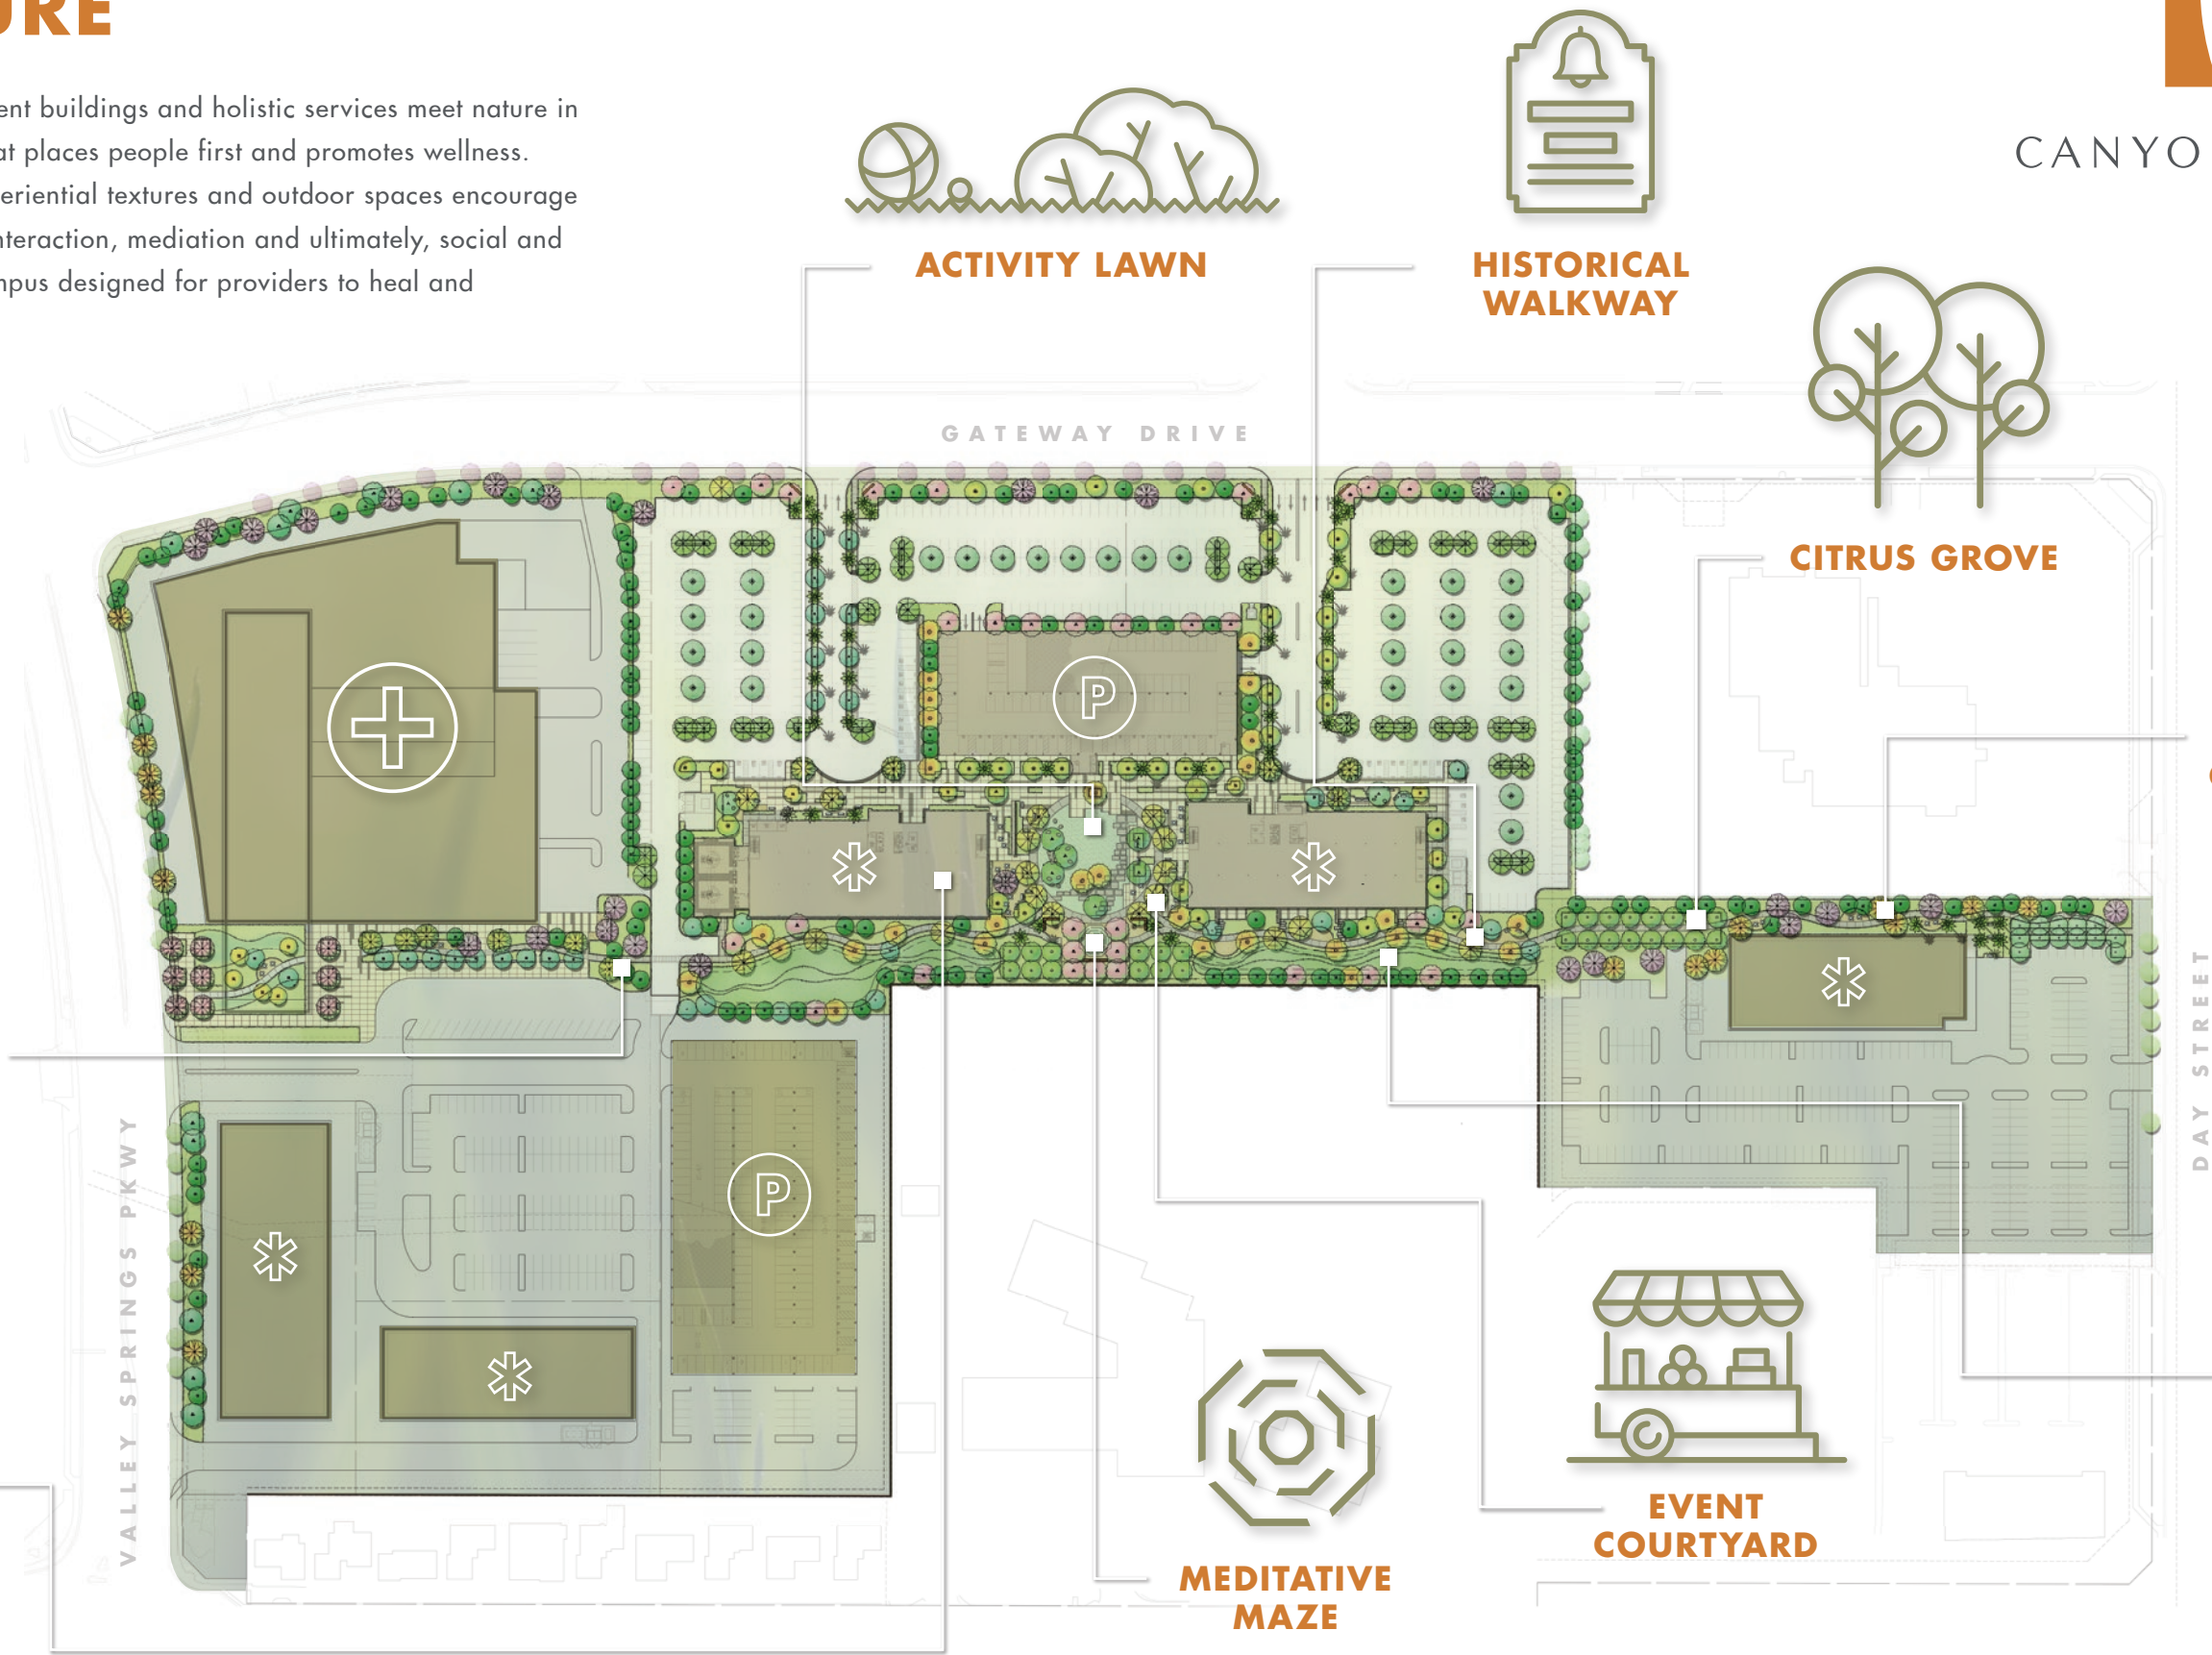 URE
ent buildings and holistic services meet nature in
at places people first and promotes wellness.
eriential textures and outdoor spaces encourage
nteraction, mediation and ultimately, social and
npus designed for providers to heal and
CANYO
ACTIVITY LAWN
HISTORICAL
WALKWAY
CITRUS GROVE
GATEWAY DRIVE
P
P
VALLEY SPRINGS PKWY
DAY STREET
MEDITATIVE
MAZE
EVENT
COURTYARD